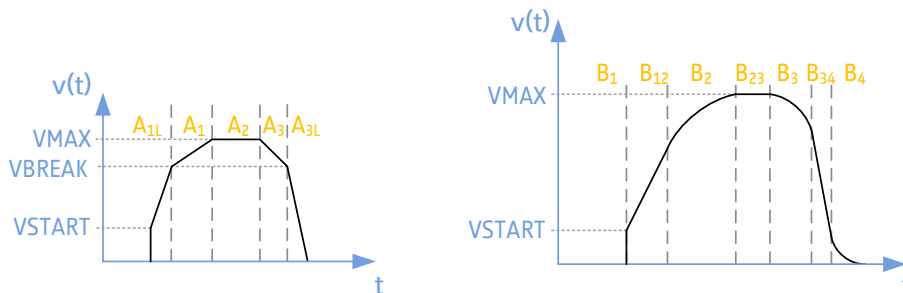 v(t)
A1L A1 A2 A3 A3L
VMAX
VBREAK
VSTART
t
v(t)
B1 B12 B2 B23 B3 B34 B4
VMAX
VSTART